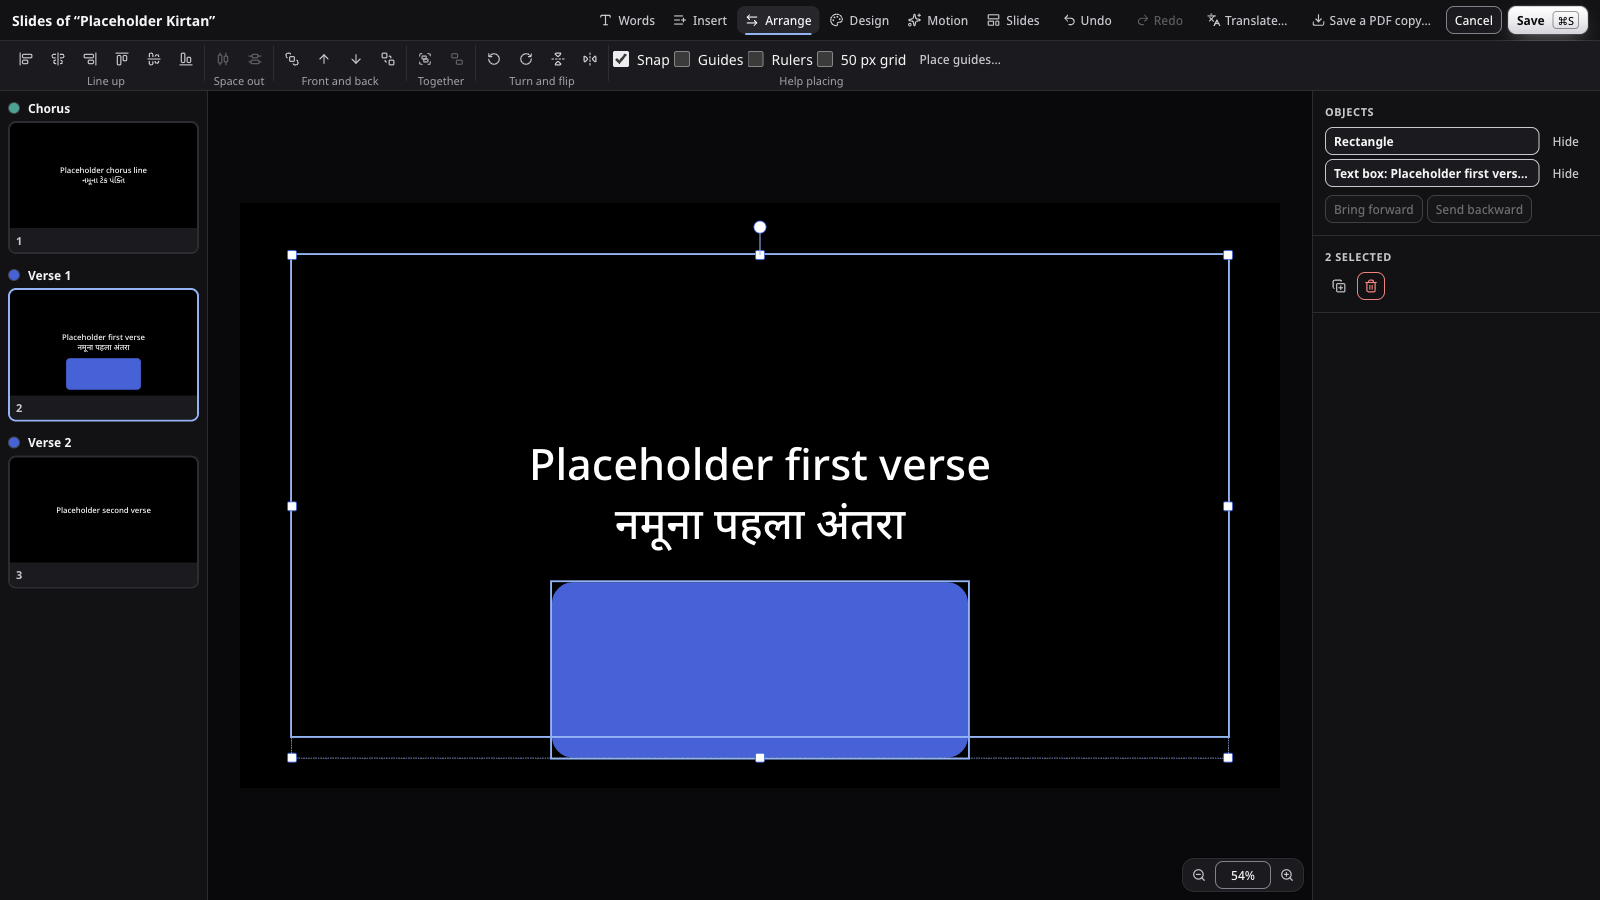 Slides of “Placeholder Kirtan”
Words
Insert
Arrange
Design
Motion
Slides
Undo
Redo
Translate...
Save a PDF copy...
Cancel
Save ⌘S
Snap
Guides
Rulers
50 px grid
Place guides...
Line up
Space out
Front and back
Together
Turn and flip
Help placing
Chorus
Placeholder chorus line
નમૂના ટેક પંક્તિ
1
Verse 1
Placeholder first verse
नमूना पहला अंतरा
2
Verse 2
Placeholder second verse
3
Placeholder first verse
नमूना पहला अंतरा
54%
OBJECTS
Rectangle
Hide
Text box: Placeholder first vers...
Hide
Bring forward
Send backward
2 SELECTED